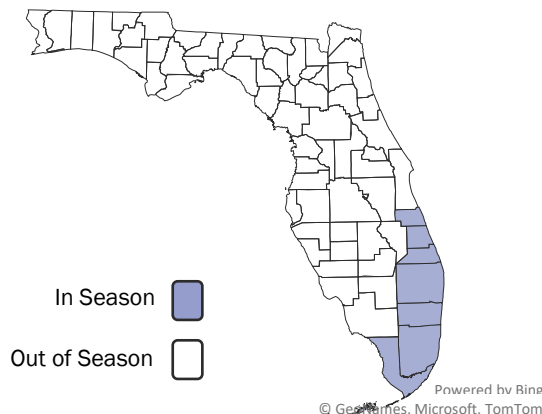 In Season
Out of Season
Powered by Bing
© GeoNames, Microsoft, TomTom